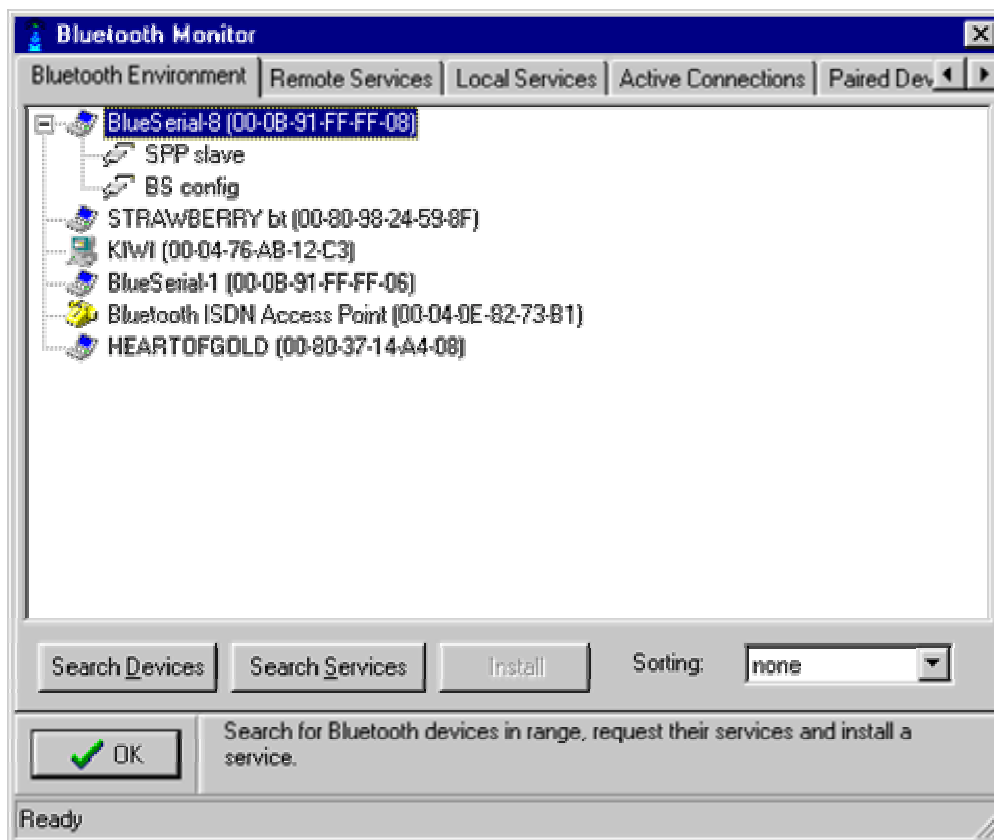 Bluetooth Monitor
Bluetooth Environment Remote Services Local Services Active Connections Paired Dev
BlueSerial-8 (00-0B-91-FF-FF-08)
SPP slave
BS config
STRAWBERRY bt (00-80-98-24-59-8F)
KIWI (00-04-76-AB-12-C3)
BlueSerial-1 (00-0B-91-FF-FF-06)
Bluetooth ISDN Access Point (00-04-0E-82-73-B1)
HEARTOFGOLD (00-80-37-14-A4-08)
Search Devices Search Services Install Sorting: none
OK
Search for Bluetooth devices in range, request their services and install a
service.
Ready